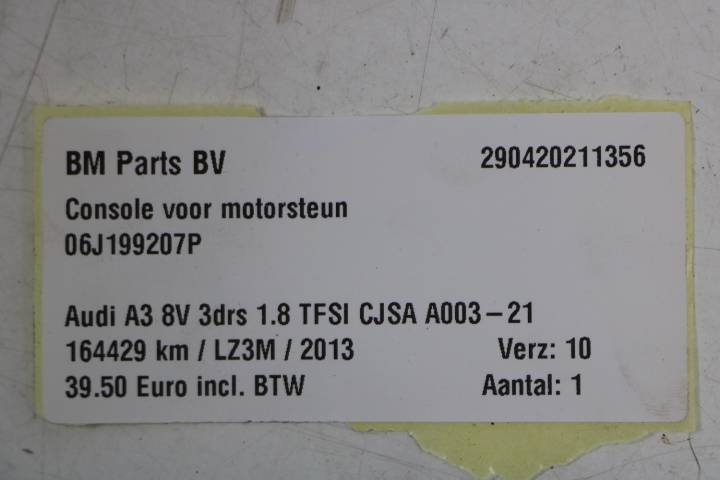 BM Parts BV 290420211356
Console voor motorsteun
06J199207P
Audi A3 8V 3drs 1.8 TFSI CJSA A003-21
164429 km / LZ3M / 2013 Verz: 10
39.50 Euro incl. BTW Aantal: 1